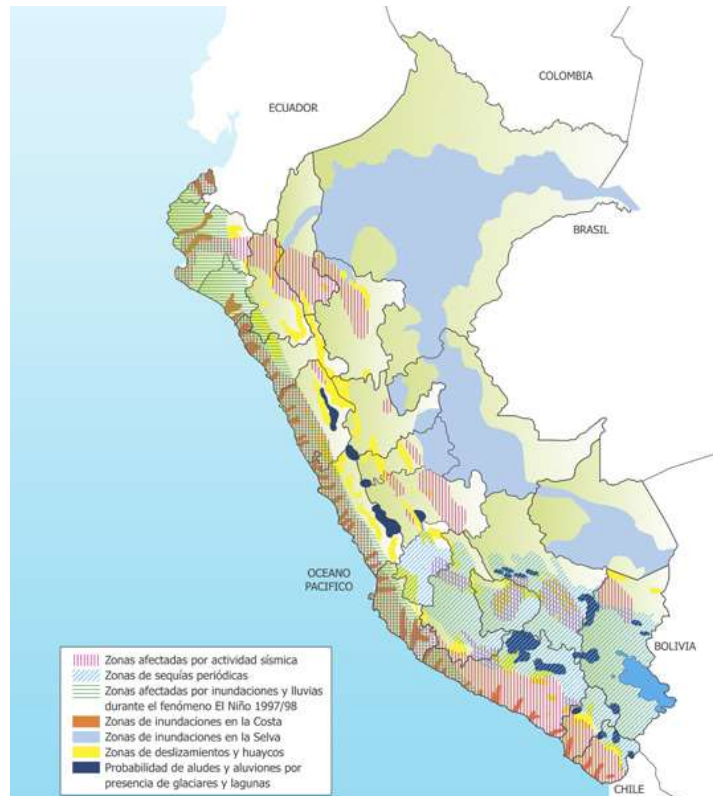 COLOMBIA
ECUADOR
BRASIL
OCEANO
PACIFICO
BOLIVIA
CHILE
Zonas afectadas por actividad sísmica
Zonas de sequías periódicas
Zonas afectadas por inundaciones y lluvias
durante el fenómeno El Niño 1997/98
Zonas de inundaciones en la Costa
Zonas de inundaciones en la Selva
Zonas de deslizamientos y huaycos
Probabilidad de aludes y aluviones por
presencia de glaciares y lagunas